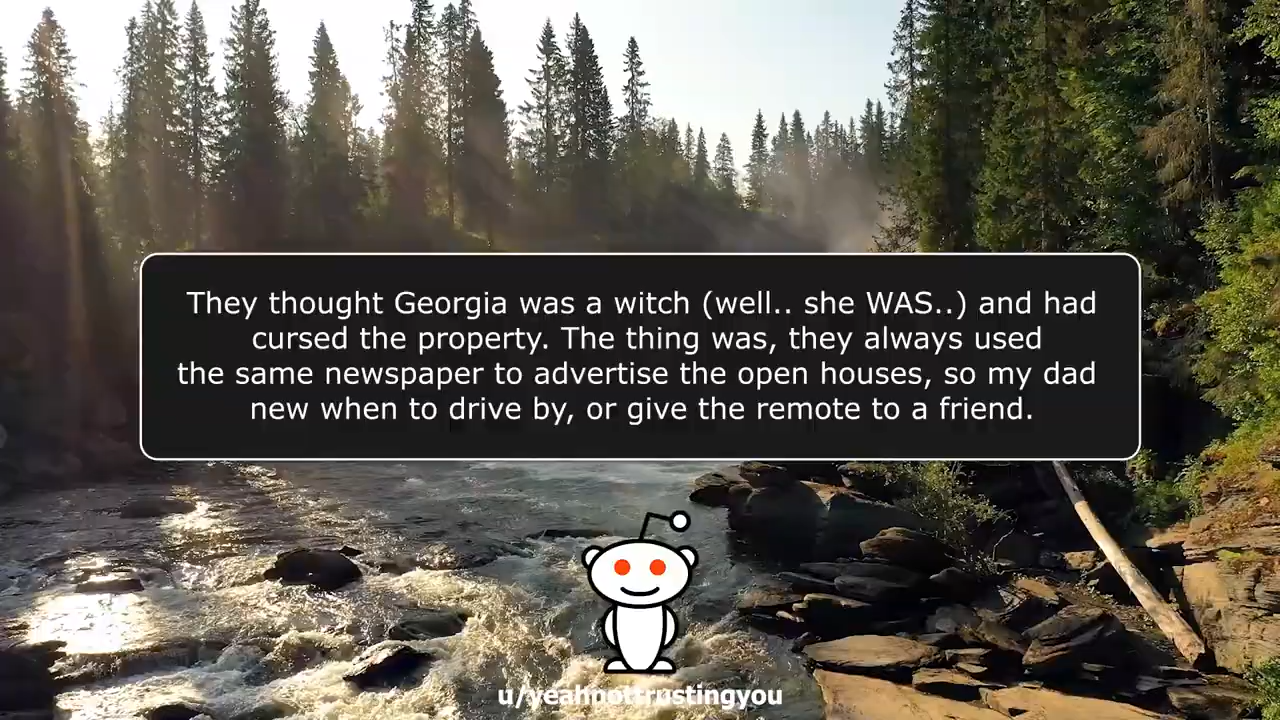 They thought Georgia was a witch (well.. she WAS..) and had
cursed the property. The thing was, they always used
the same newspaper to advertise the open houses, so my dad
new when to drive by, or give the remote to a friend.
u/yeahnottrustingyou